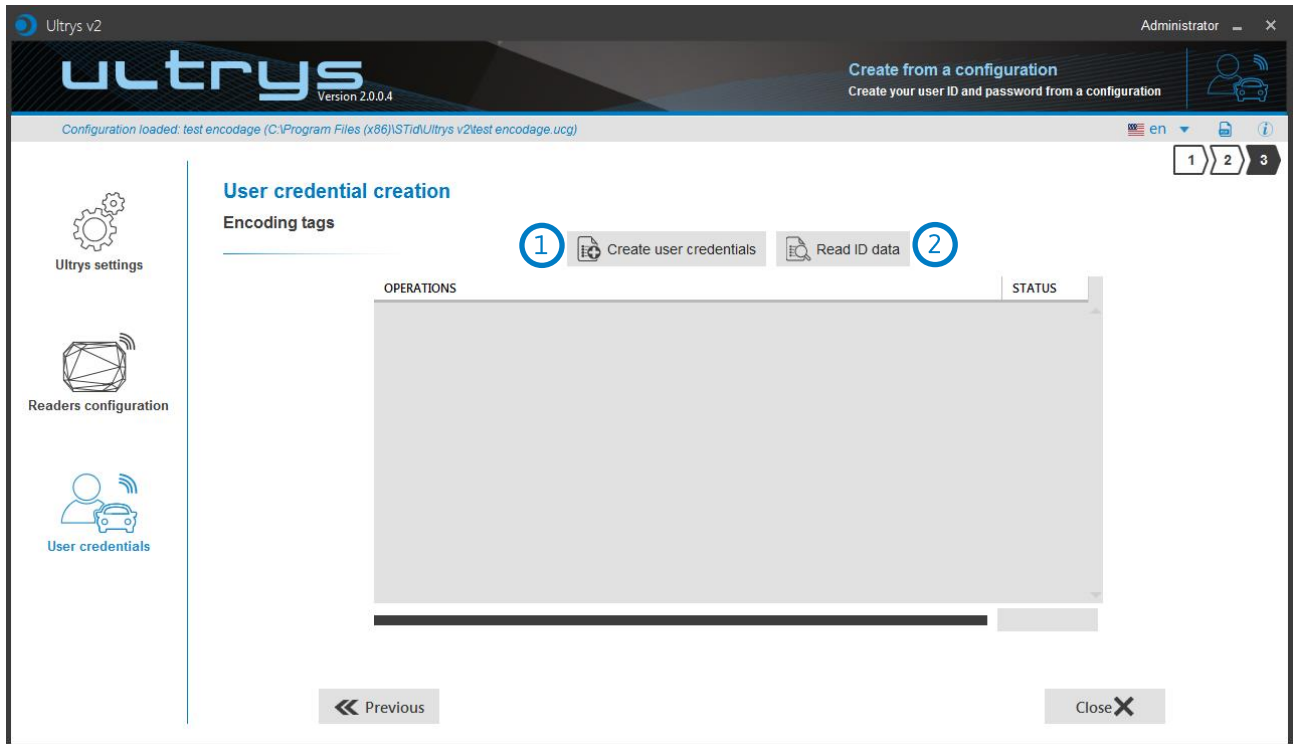 Ultrys v2
Administrator
ultrys
Version 2.0.0.4
Create from a configuration
Create your user ID and password from a configuration
Configuration loaded: test encodage (C:\Program Files (x86)\STid\Ultrys v2\test encodage.ucg)
en
1 2 3
User credential creation
Encoding tags
1 Create user credentials
Read ID data 2
OPERATIONS STATUS
Ultrys settings
Readers configuration
User credentials
Previous
Close